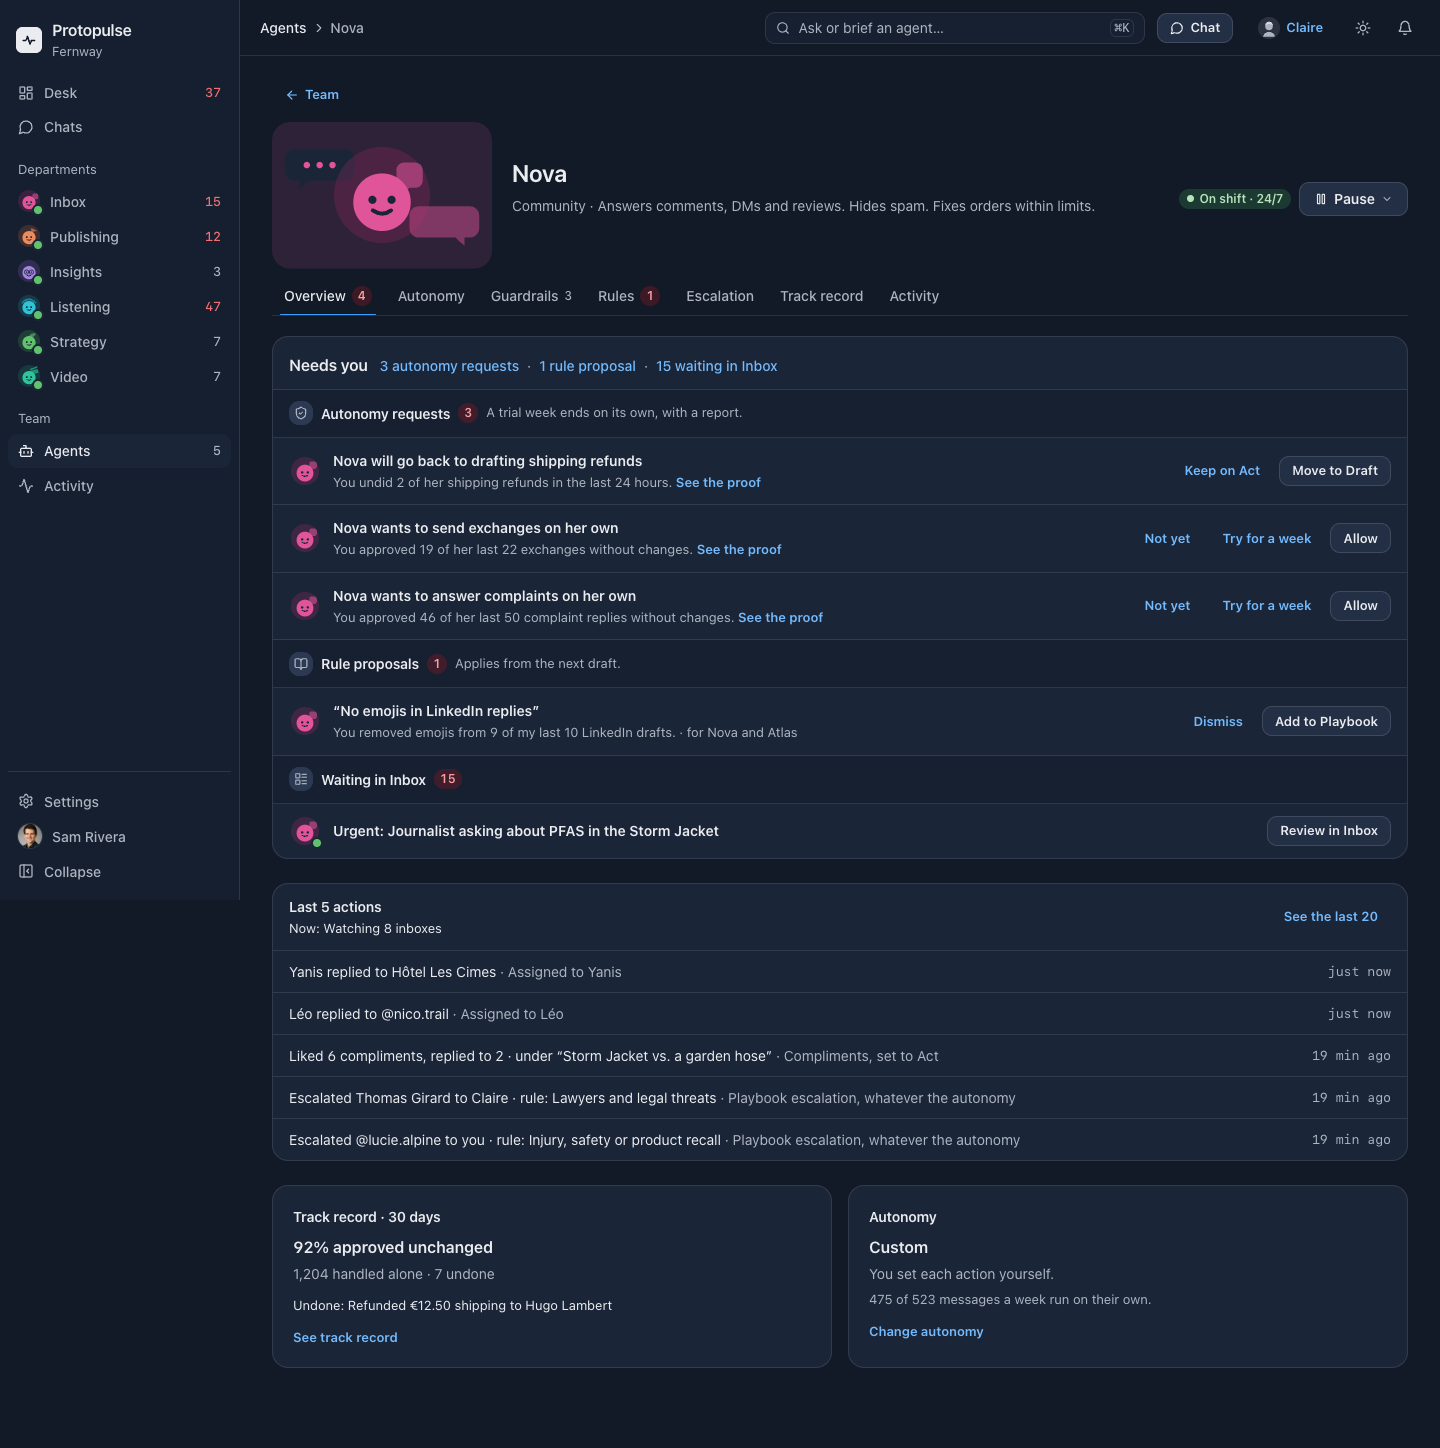 Protopulse
Fernway
Desk 37
Chats
Departments
Inbox 15
Publishing 12
Insights 3
Listening 47
Strategy 7
Video 7
Team
Agents 5
Activity
Settings
Sam Rivera
Collapse
Agents > Nova
Ask or brief an agent... ⌘K
Chat
Claire
← Team
Nova
Community · Answers comments, DMs and reviews. Hides spam. Fixes orders within limits.
On shift · 24/7
Pause
Overview 4 Autonomy Guardrails 3 Rules 1 Escalation Track record Activity
Needs you 3 autonomy requests · 1 rule proposal · 15 waiting in Inbox
Autonomy requests 3 A trial week ends on its own, with a report.
Nova will go back to drafting shipping refunds
You undid 2 of her shipping refunds in the last 24 hours. See the proof
Keep on Act Move to Draft
Nova wants to send exchanges on her own
You approved 19 of her last 22 exchanges without changes. See the proof
Not yet Try for a week Allow
Nova wants to answer complaints on her own
You approved 46 of her last 50 complaint replies without changes. See the proof
Not yet Try for a week Allow
Rule proposals 1 Applies from the next draft.
“No emojis in LinkedIn replies”
You removed emojis from 9 of my last 10 LinkedIn drafts. · for Nova and Atlas
Dismiss Add to Playbook
Waiting in Inbox 15
Urgent: Journalist asking about PFAS in the Storm Jacket
Review in Inbox
Last 5 actions
Now: Watching 8 inboxes
See the last 20
Yanis replied to Hôtel Les Cimes · Assigned to Yanis just now
Léo replied to @nico.trail · Assigned to Léo just now
Liked 6 compliments, replied to 2 · under “Storm Jacket vs. a garden hose” · Compliments, set to Act 19 min ago
Escalated Thomas Girard to Claire · rule: Lawyers and legal threats · Playbook escalation, whatever the autonomy 19 min ago
Escalated @lucie.alpine to you · rule: Injury, safety or product recall · Playbook escalation, whatever the autonomy 19 min ago
Track record · 30 days
92% approved unchanged
1,204 handled alone · 7 undone
Undone: Refunded €12.50 shipping to Hugo Lambert
See track record
Autonomy
Custom
You set each action yourself.
475 of 523 messages a week run on their own.
Change autonomy